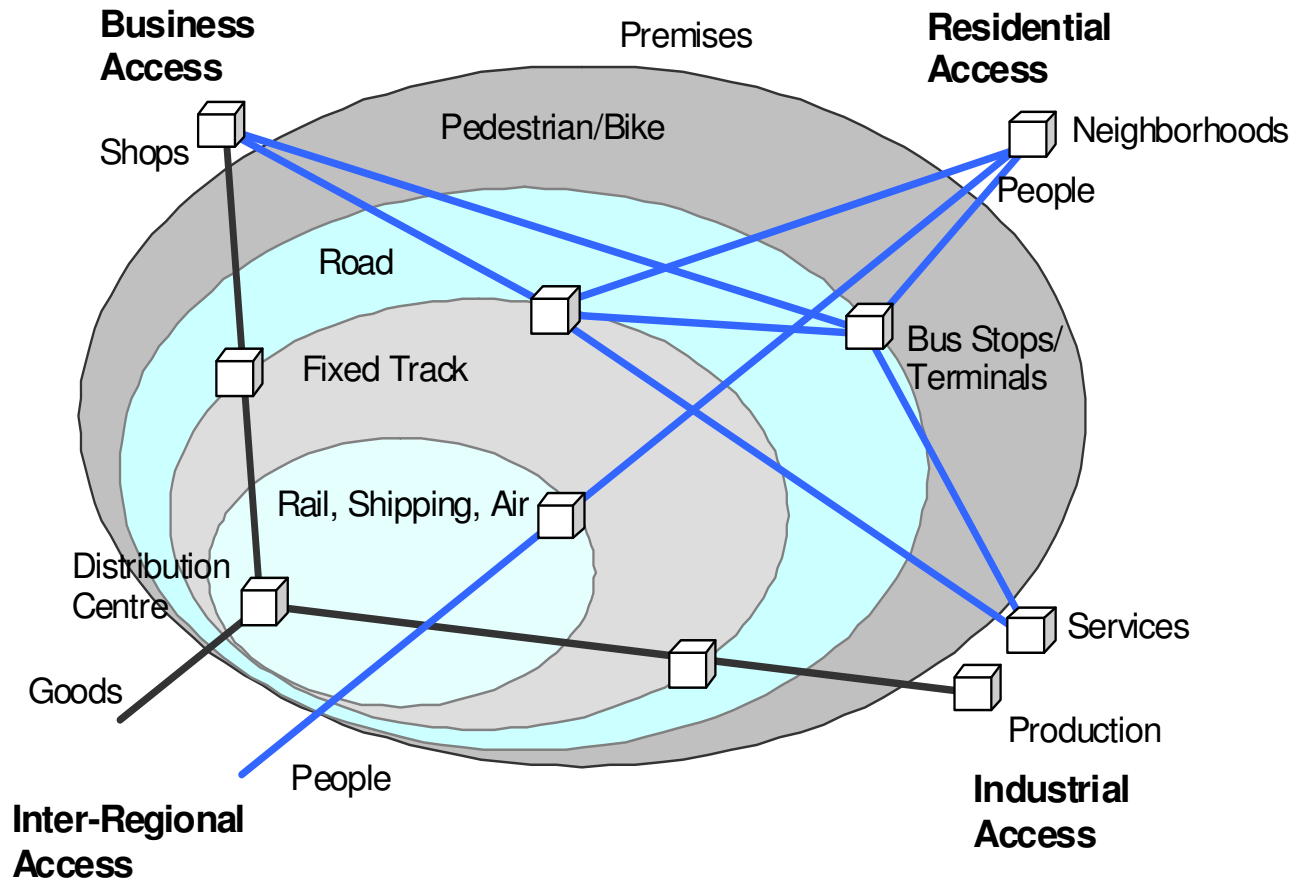 Business
Access
Premises
Residential
Access
Shops
Pedestrian/Bike
Neighborhoods
People
Road
Fixed Track
Bus Stops/
Terminals
Rail, Shipping, Air
Distribution
Centre
Services
Goods
Production
People
Inter-Regional
Access
Industrial
Access